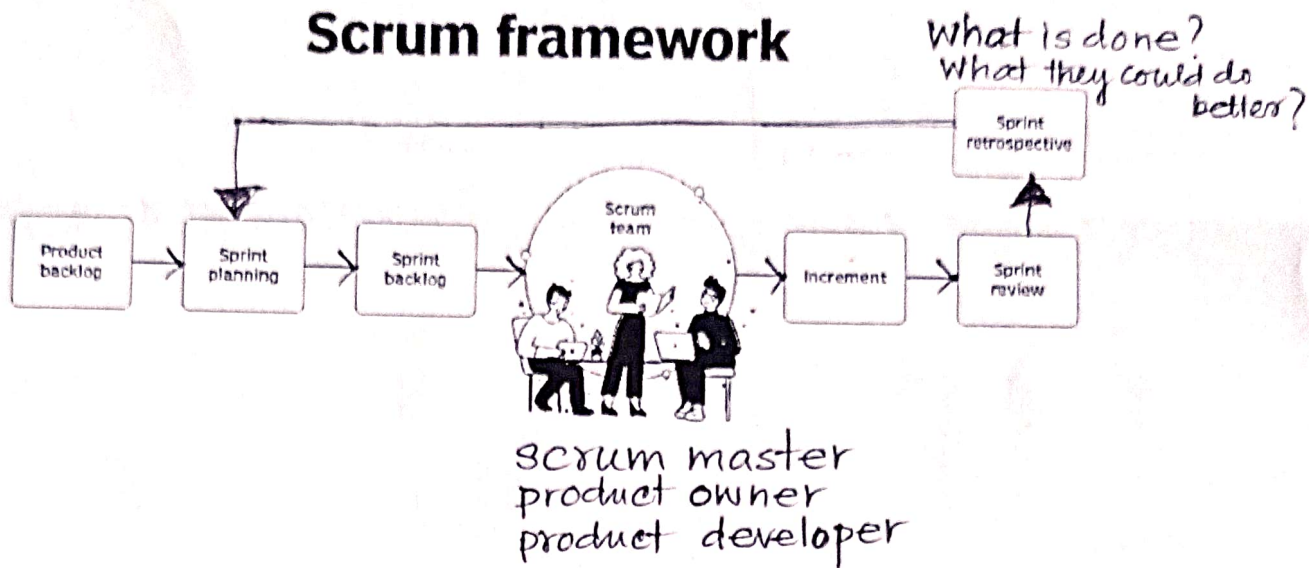 Scrum framework
What is done?
What they could do
better?
Sprint
retrospective
Product
backlog
Sprint
planning
Sprint
backlog
Scrum
team
Increment
Sprint
review
scrum master
product owner
product developer